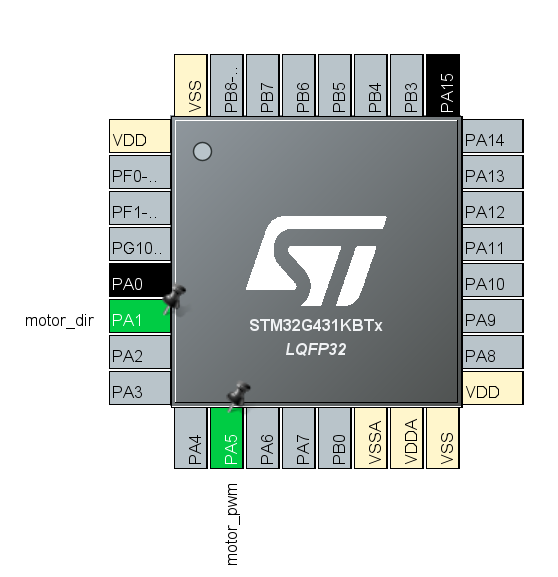 VSS
PB8-..
PB7
PB6
PB5
PB4
PB3
PA15
VDD
PF0-..
PF1-..
PG10..
PA0
motor_dir PA1
PA2
PA3
ST
STM32G431KBTx
LQFP32
PA14
PA13
PA12
PA11
PA10
PA9
PA8
VDD
PA4
PA5
PA6
PA7
PB0
VSSA
VDDA
VSS
motor_pwm